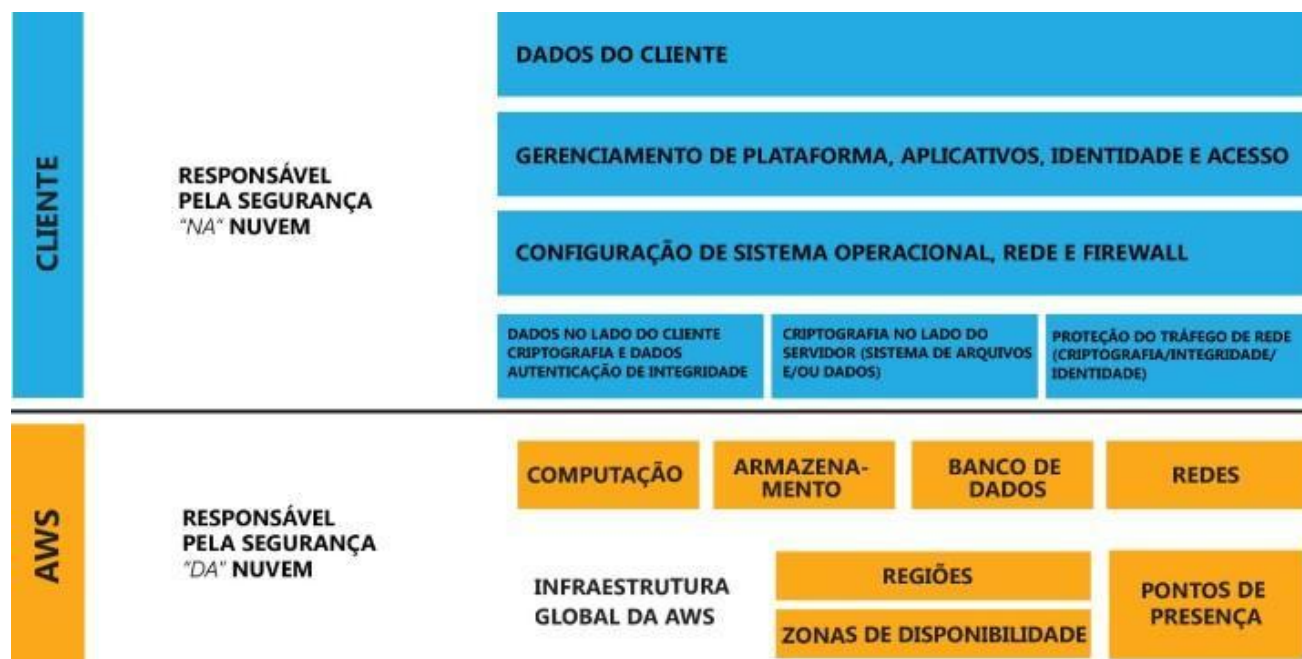 CLIENTE
RESPONSÁVEL
PELA SEGURANÇA
"NA" NUVEM
DADOS DO CLIENTE
GERENCIAMENTO DE PLATAFORMA, APLICATIVOS, IDENTIDADE E ACESSO
CONFIGURAÇÃO DE SISTEMA OPERACIONAL, REDE E FIREWALL
DADOS NO LADO DO CLIENTE
CRIPTOGRAFIA E DADOS
AUTENTICAÇÃO DE INTEGRIDADE
CRIPTOGRAFIA NO LADO DO
SERVIDOR (SISTEMA DE ARQUIVOS
E/OU DADOS)
PROTEÇÃO DO TRÁFEGO DE REDE
(CRIPTOGRAFIA/INTEGRIDADE/
IDENTIDADE)
AWS
RESPONSÁVEL
PELA SEGURANÇA
"DA" NUVEM
COMPUTAÇÃO
ARMAZENA-
MENTO
BANCO DE
DADOS
REDES
INFRAESTRUTURA
GLOBAL DA AWS
REGIÕES
ZONAS DE DISPONIBILIDADE
PONTOS DE
PRESENÇA